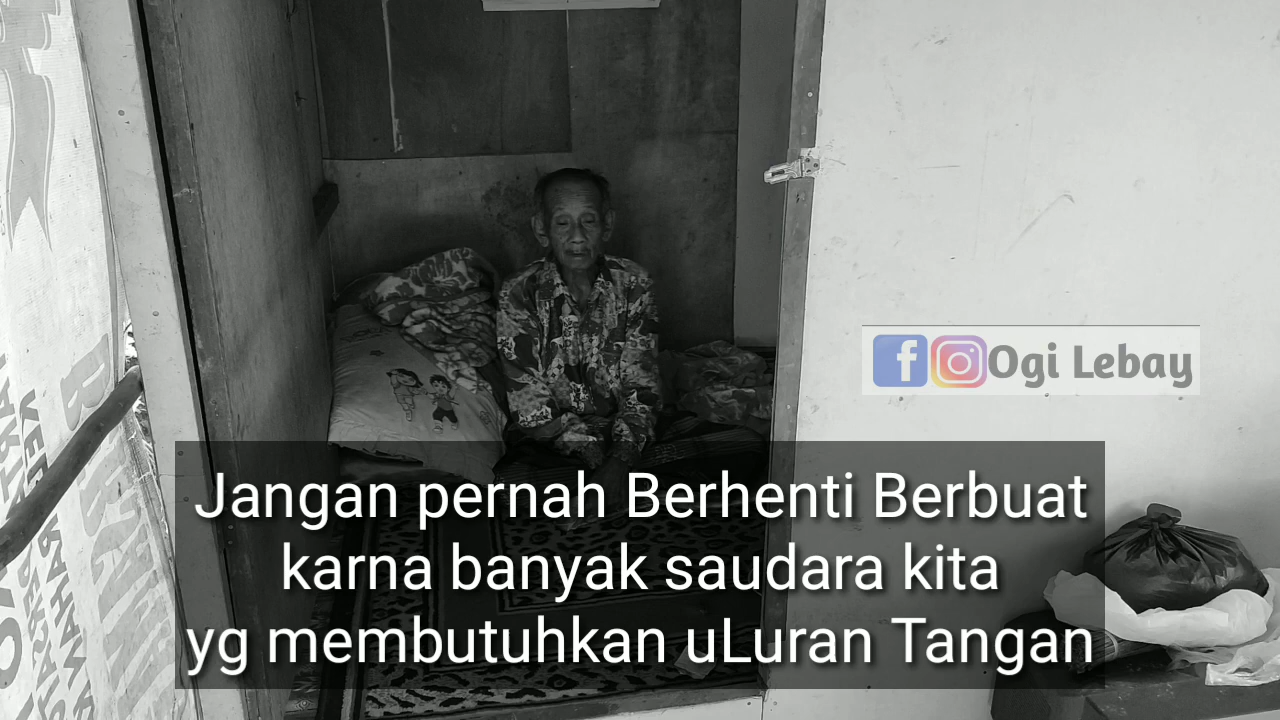 Ogi Lebay
Jangan pernah Berhenti Berbuat
karna banyak saudara kita
yg membutuhkan uLuran Tangan